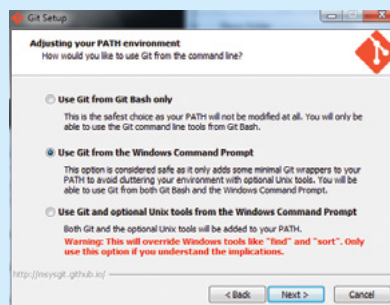 Git Setup
Adjusting your PATH environment
How would you like to use Git from the command line?
Use Git from Git Bash only
This is the safest choice as your PATH will not be modified at all. You will only be
able to use the Git command line tools from Git Bash.
Use Git from the Windows Command Prompt
This option is considered safe as it only adds some minimal Git wrappers to your
PATH to avoid cluttering your environment with optional Unix tools. You will be
able to use Git from both Git Bash and the Windows Command Prompt.
Use Git and optional Unix tools from the Windows Command Prompt
Both Git and the optional Unix tools will be added to your PATH.
Warning: This will override Windows tools like "find" and "sort". Only
use this option if you understand the implications.
http://msysgit.github.io/
< Back
Next >
Cancel